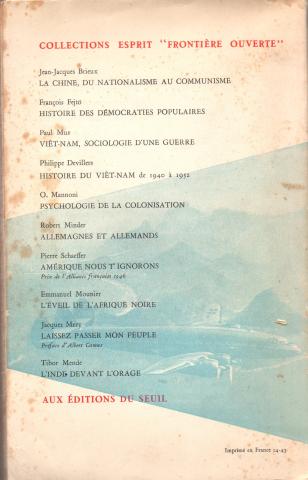 COLLECTIONS ESPRIT "FRONTIÈRE OUVERTE"
Jean-Jacques Brieux
LA CHINE, DU NATIONALISME AU COMMUNISME
François Fejtö
HISTOIRE DES DÉMOCRATIES POPULAIRES
Paul Mus
VIÊT-NAM, SOCIOLOGIE D'UNE GUERRE
Philippe Devillers
HISTOIRE DU VIÊT-NAM de 1940 à 1952
O. Mannoni
PSYCHOLOGIE DE LA COLONISATION
Robert Minder
ALLEMAGNES ET ALLEMANDS
Pierre Schaeffer
AMÉRIQUE NOUS T'IGNORONS
Prix de l'Alliance française 1946
Emmanuel Mounier
L'ÉVEIL DE L'AFRIQUE NOIRE
Jacques Méry
LAISSEZ PASSER MON PEUPLE
Préface d'Albert Camus
Tibor Mende
L'INDE DEVANT L'ORAGE
AUX ÉDITIONS DU SEUIL
Imprimé en France 54-23